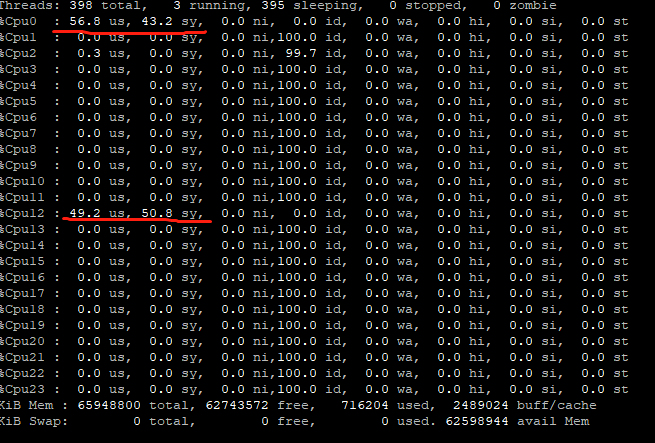 Threads: 398 total,   3 running, 395 sleeping,   0 stopped,   0 zombie
%Cpu0  : 56.8 us, 43.2 sy,  0.0 ni,  0.0 id,  0.0 wa,  0.0 hi,  0.0 si,  0.0 st
%Cpu1  :  0.0 us,  0.0 sy,  0.0 ni,100.0 id,  0.0 wa,  0.0 hi,  0.0 si,  0.0 st
%Cpu2  :  0.3 us,  0.0 sy,  0.0 ni, 99.7 id,  0.0 wa,  0.0 hi,  0.0 si,  0.0 st
%Cpu3  :  0.0 us,  0.0 sy,  0.0 ni,100.0 id,  0.0 wa,  0.0 hi,  0.0 si,  0.0 st
%Cpu4  :  0.0 us,  0.0 sy,  0.0 ni,100.0 id,  0.0 wa,  0.0 hi,  0.0 si,  0.0 st
%Cpu5  :  0.0 us,  0.0 sy,  0.0 ni,100.0 id,  0.0 wa,  0.0 hi,  0.0 si,  0.0 st
%Cpu6  :  0.0 us,  0.0 sy,  0.0 ni,100.0 id,  0.0 wa,  0.0 hi,  0.0 si,  0.0 st
%Cpu7  :  0.0 us,  0.0 sy,  0.0 ni,100.0 id,  0.0 wa,  0.0 hi,  0.0 si,  0.0 st
%Cpu8  :  0.0 us,  0.0 sy,  0.0 ni,100.0 id,  0.0 wa,  0.0 hi,  0.0 si,  0.0 st
%Cpu9  :  0.0 us,  0.0 sy,  0.0 ni,100.0 id,  0.0 wa,  0.0 hi,  0.0 si,  0.0 st
%Cpu10 :  0.0 us,  0.0 sy,  0.0 ni,100.0 id,  0.0 wa,  0.0 hi,  0.0 si,  0.0 st
%Cpu11 :  0.0 us,  0.0 sy,  0.0 ni,100.0 id,  0.0 wa,  0.0 hi,  0.0 si,  0.0 st
%Cpu12 : 49.2 us, 50.8 sy,  0.0 ni,  0.0 id,  0.0 wa,  0.0 hi,  0.0 si,  0.0 st
%Cpu13 :  0.0 us,  0.0 sy,  0.0 ni,100.0 id,  0.0 wa,  0.0 hi,  0.0 si,  0.0 st
%Cpu14 :  0.0 us,  0.0 sy,  0.0 ni,100.0 id,  0.0 wa,  0.0 hi,  0.0 si,  0.0 st
%Cpu15 :  0.0 us,  0.0 sy,  0.0 ni,100.0 id,  0.0 wa,  0.0 hi,  0.0 si,  0.0 st
%Cpu16 :  0.0 us,  0.0 sy,  0.0 ni,100.0 id,  0.0 wa,  0.0 hi,  0.0 si,  0.0 st
%Cpu17 :  0.0 us,  0.0 sy,  0.0 ni,100.0 id,  0.0 wa,  0.0 hi,  0.0 si,  0.0 st
%Cpu18 :  0.0 us,  0.0 sy,  0.0 ni,100.0 id,  0.0 wa,  0.0 hi,  0.0 si,  0.0 st
%Cpu19 :  0.0 us,  0.0 sy,  0.0 ni,100.0 id,  0.0 wa,  0.0 hi,  0.0 si,  0.0 st
%Cpu20 :  0.0 us,  0.0 sy,  0.0 ni,100.0 id,  0.0 wa,  0.0 hi,  0.0 si,  0.0 st
%Cpu21 :  0.0 us,  0.0 sy,  0.0 ni,100.0 id,  0.0 wa,  0.0 hi,  0.0 si,  0.0 st
%Cpu22 :  0.0 us,  0.0 sy,  0.0 ni,100.0 id,  0.0 wa,  0.0 hi,  0.0 si,  0.0 st
%Cpu23 :  0.0 us,  0.0 sy,  0.0 ni,100.0 id,  0.0 wa,  0.0 hi,  0.0 si,  0.0 st
KiB Mem : 65948800 total, 62743572 free,   716204 used,  2489024 buff/cache
KiB Swap:        0 total,        0 free,        0 used. 62598944 avail Mem